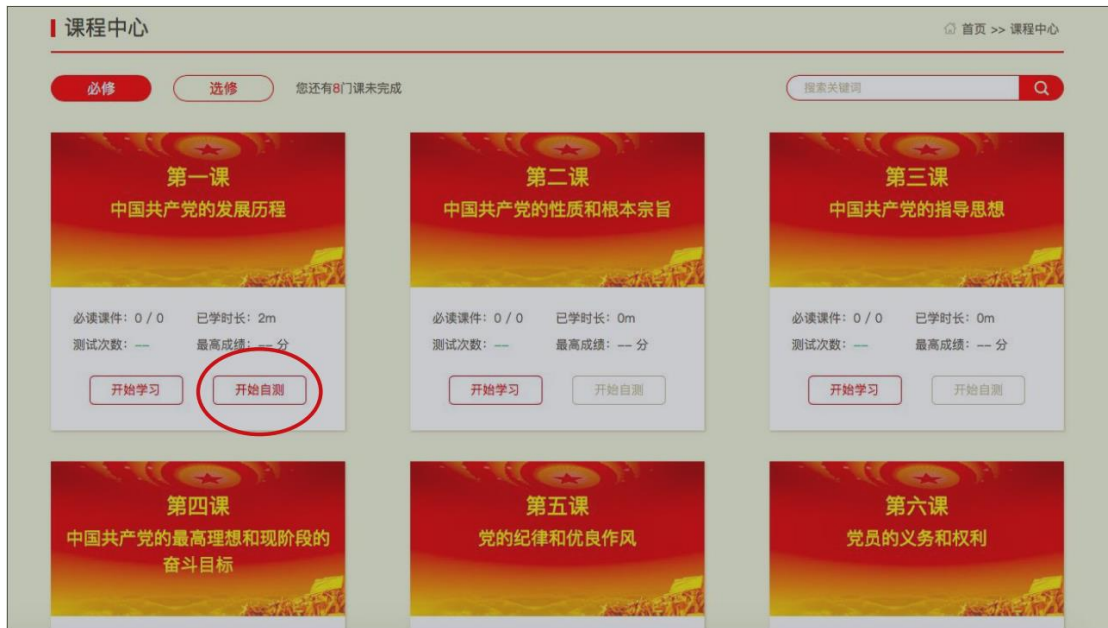 课程中心
首页 >> 课程中心
必修
选修
您还有8门课未完成
搜索关键词
第一课
中国共产党的发展历程
必读课件：0 / 0 已学时长：2m
测试次数：-- 最高成绩：-- 分
开始学习
开始自测
第二课
中国共产党的性质和根本宗旨
必读课件：0 / 0 已学时长：0m
测试次数：-- 最高成绩：-- 分
开始学习
开始自测
第三课
中国共产党的指导思想
必读课件：0 / 0 已学时长：0m
测试次数：-- 最高成绩：-- 分
开始学习
开始自测
第四课
中国共产党的最高理想和现阶段的
奋斗目标
第五课
党的纪律和优良作风
第六课
党员的义务和权利